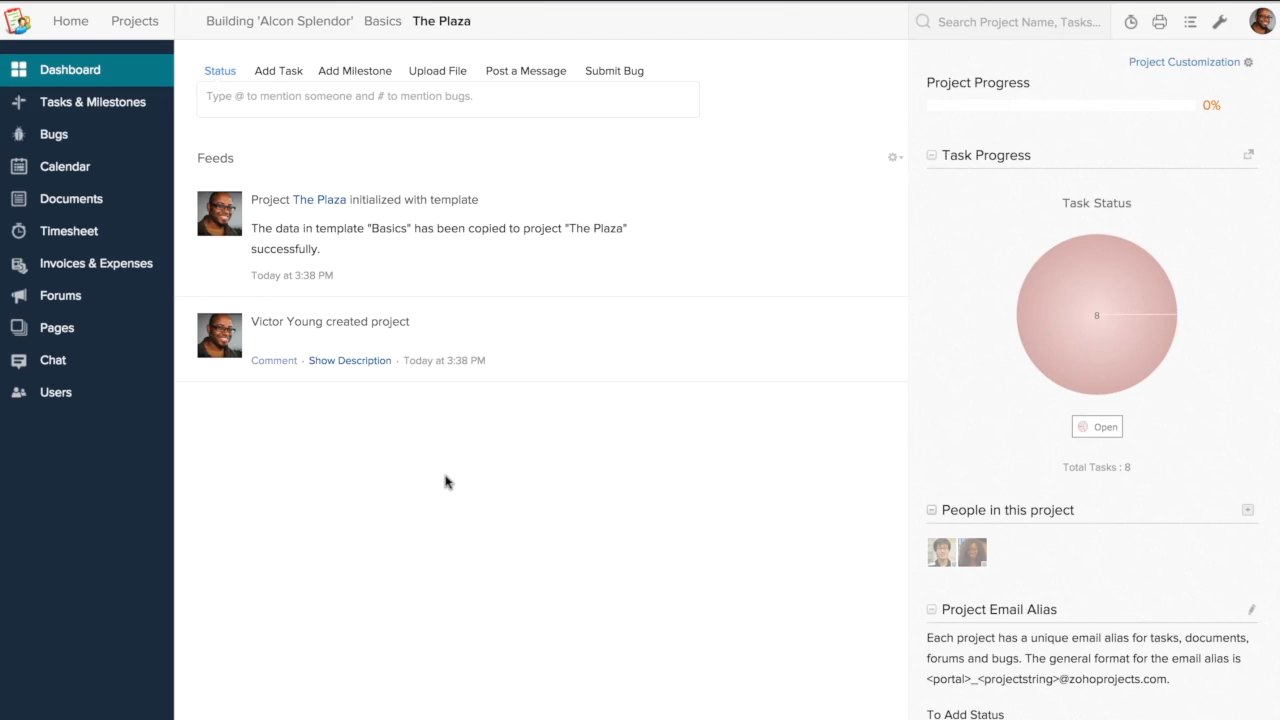 Home Projects Building 'Alcon Splendor' Basics The Plaza Search Project Name, Tasks...
Dashboard
Tasks & Milestones
Bugs
Calendar
Documents
Timesheet
Invoices & Expenses
Forums
Pages
Chat
Users
Status Add Task Add Milestone Upload File Post a Message Submit Bug
Type @ to mention someone and # to mention bugs.
Feeds
Project The Plaza initialized with template
The data in template "Basics" has been copied to project "The Plaza"
successfully.
Today at 3:38 PM
Victor Young created project
Comment · Show Description · Today at 3:38 PM
Project Customization
Project Progress
0%
Task Progress
Task Status
8
Open
Total Tasks : 8
People in this project
Project Email Alias
Each project has a unique email alias for tasks, documents,
forums and bugs. The general format for the email alias is
<portal>_<projectstring>@zohoprojects.com.
To Add Status